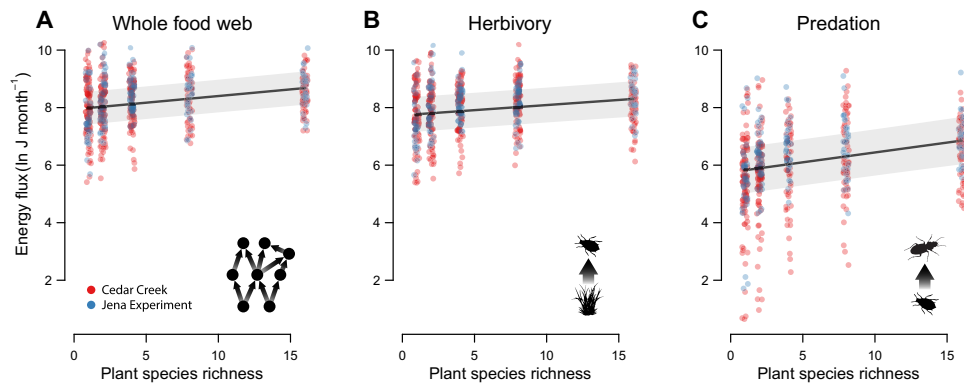 A Whole food web
B Herbivory
C Predation
Energy flux (ln J month⁻¹)
10
8
6
4
2
10
8
6
4
2
10
8
6
4
2
Cedar Creek
Jena Experiment
0 5 10 15
0 5 10 15
0 5 10 15
Plant species richness
Plant species richness
Plant species richness